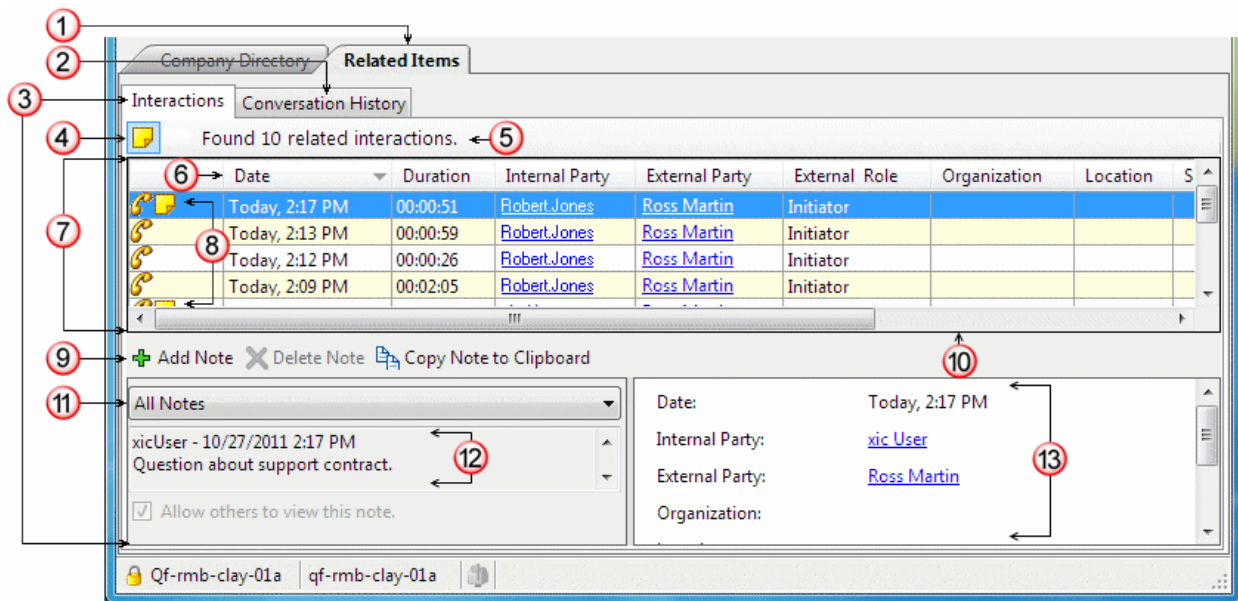 1
Company Directory Related Items
2
3 Interactions Conversation History
4 Found 10 related interactions. 5
6 Date Duration Internal Party External Party External Role Organization Location S
Today, 2:17 PM 00:00:51 Robert.Jones Ross Martin Initiator
7 8 Today, 2:13 PM 00:00:59 Robert.Jones Ross Martin Initiator
Today, 2:12 PM 00:00:26 Robert.Jones Ross Martin Initiator
Today, 2:09 PM 00:02:05 Robert.Jones Ross Martin Initiator
9 Add Note Delete Note Copy Note to Clipboard 10
11 All Notes
xicUser - 10/27/2011 2:17 PM
Question about support contract.
12
Allow others to view this note.
Date: Today, 2:17 PM
Internal Party: xic User
13
External Party: Ross Martin
Organization:
Qf-rmb-clay-01a qf-rmb-clay-01a